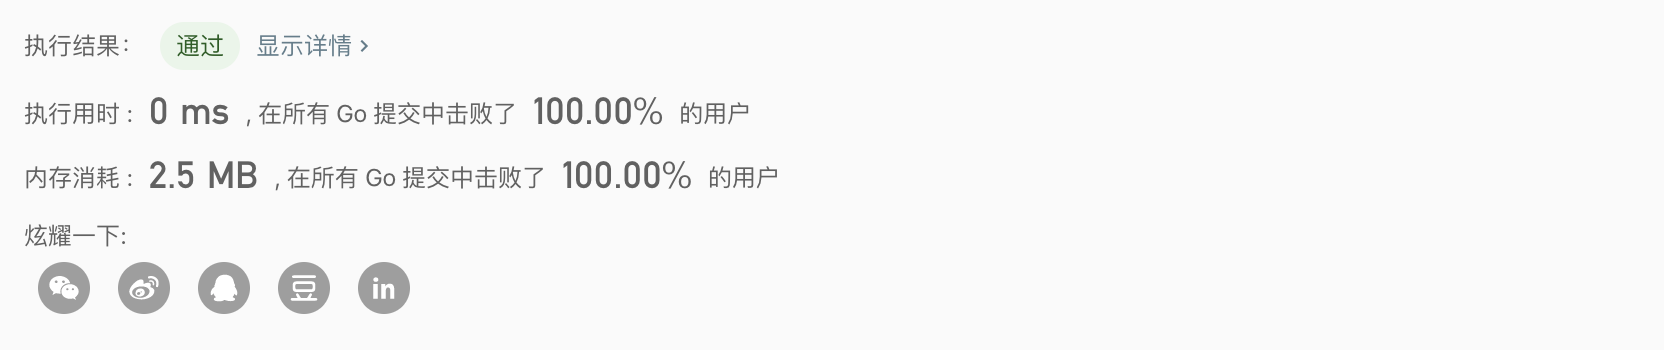 执行结果： 通过 显示详情 ›
执行用时 : 0 ms , 在所有 Go 提交中击败了 100.00% 的用户
内存消耗 : 2.5 MB , 在所有 Go 提交中击败了 100.00% 的用户
炫耀一下:
豆 in